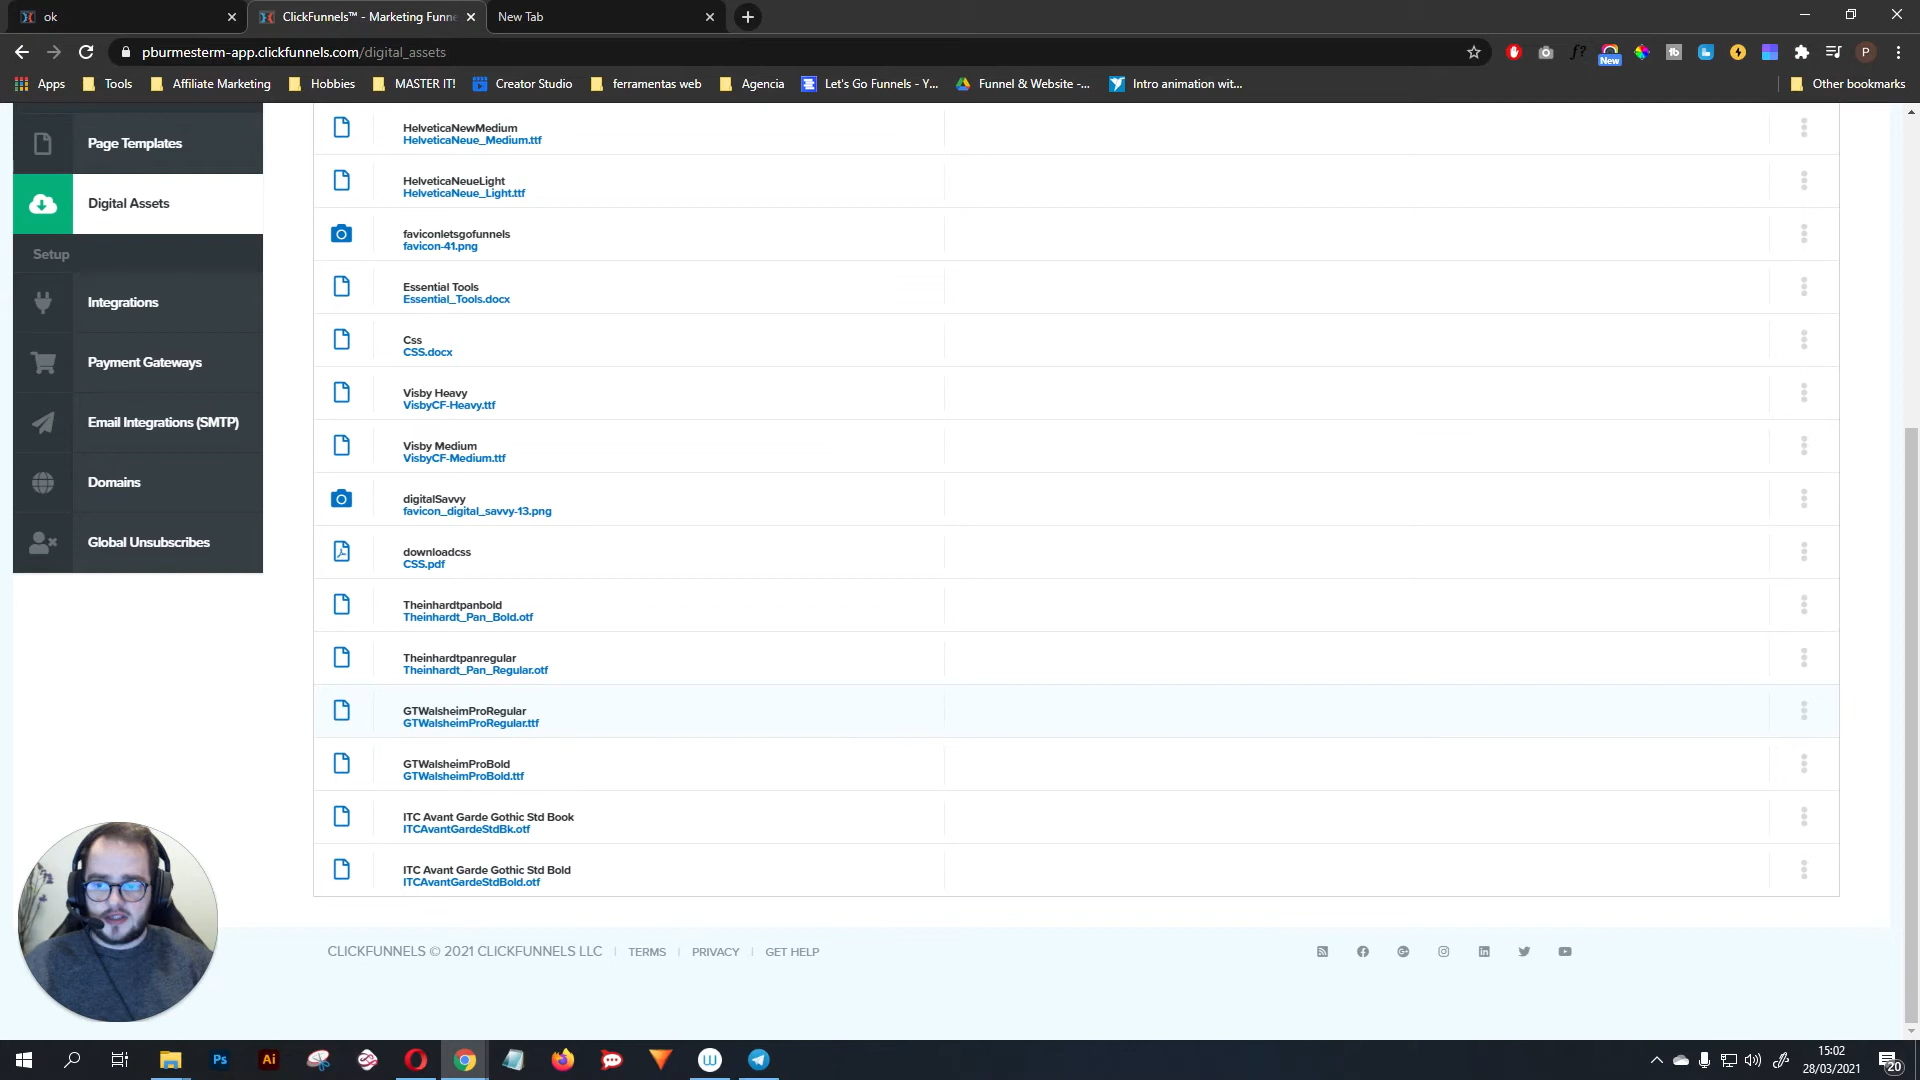 ok
ClickFunnels™ - Marketing Funne
New Tab
pburmesterm-app.clickfunnels.com/digital_assets
New
P
Apps
Tools
Affiliate Marketing
Hobbies
MASTER IT!
Creator Studio
ferramentas web
Agencia
Let's Go Funnels - Y...
Funnel & Website -...
Intro animation wit...
Other bookmarks
Page Templates
Digital Assets
Setup
Integrations
Payment Gateways
Email Integrations (SMTP)
Domains
Global Unsubscribes
HelveticaNewMedium
HelveticaNeue_Medium.ttf
HelveticaNeueLight
HelveticaNeue_Light.ttf
faviconletsgofunnels
favicon-41.png
Essential Tools
Essential_Tools.docx
Css
CSS.docx
Visby Heavy
VisbyCF-Heavy.ttf
Visby Medium
VisbyCF-Medium.ttf
digitalSavvy
favicon_digital_savvy-13.png
downloadcss
CSS.pdf
Theinhardtpanbold
Theinhardt_Pan_Bold.otf
Theinhardtpanregular
Theinhardt_Pan_Regular.otf
GTWalsheimProRegular
GTWalsheimProRegular.ttf
GTWalsheimProBold
GTWalsheimProBold.ttf
ITC Avant Garde Gothic Std Book
ITCAvantGardeStdBk.otf
ITC Avant Garde Gothic Std Bold
ITCAvantGardeStdBold.otf
CLICKFUNNELS © 2021 CLICKFUNNELS LLC
TERMS
PRIVACY
GET HELP
Ps
Ai
15:02
28/03/2021
20